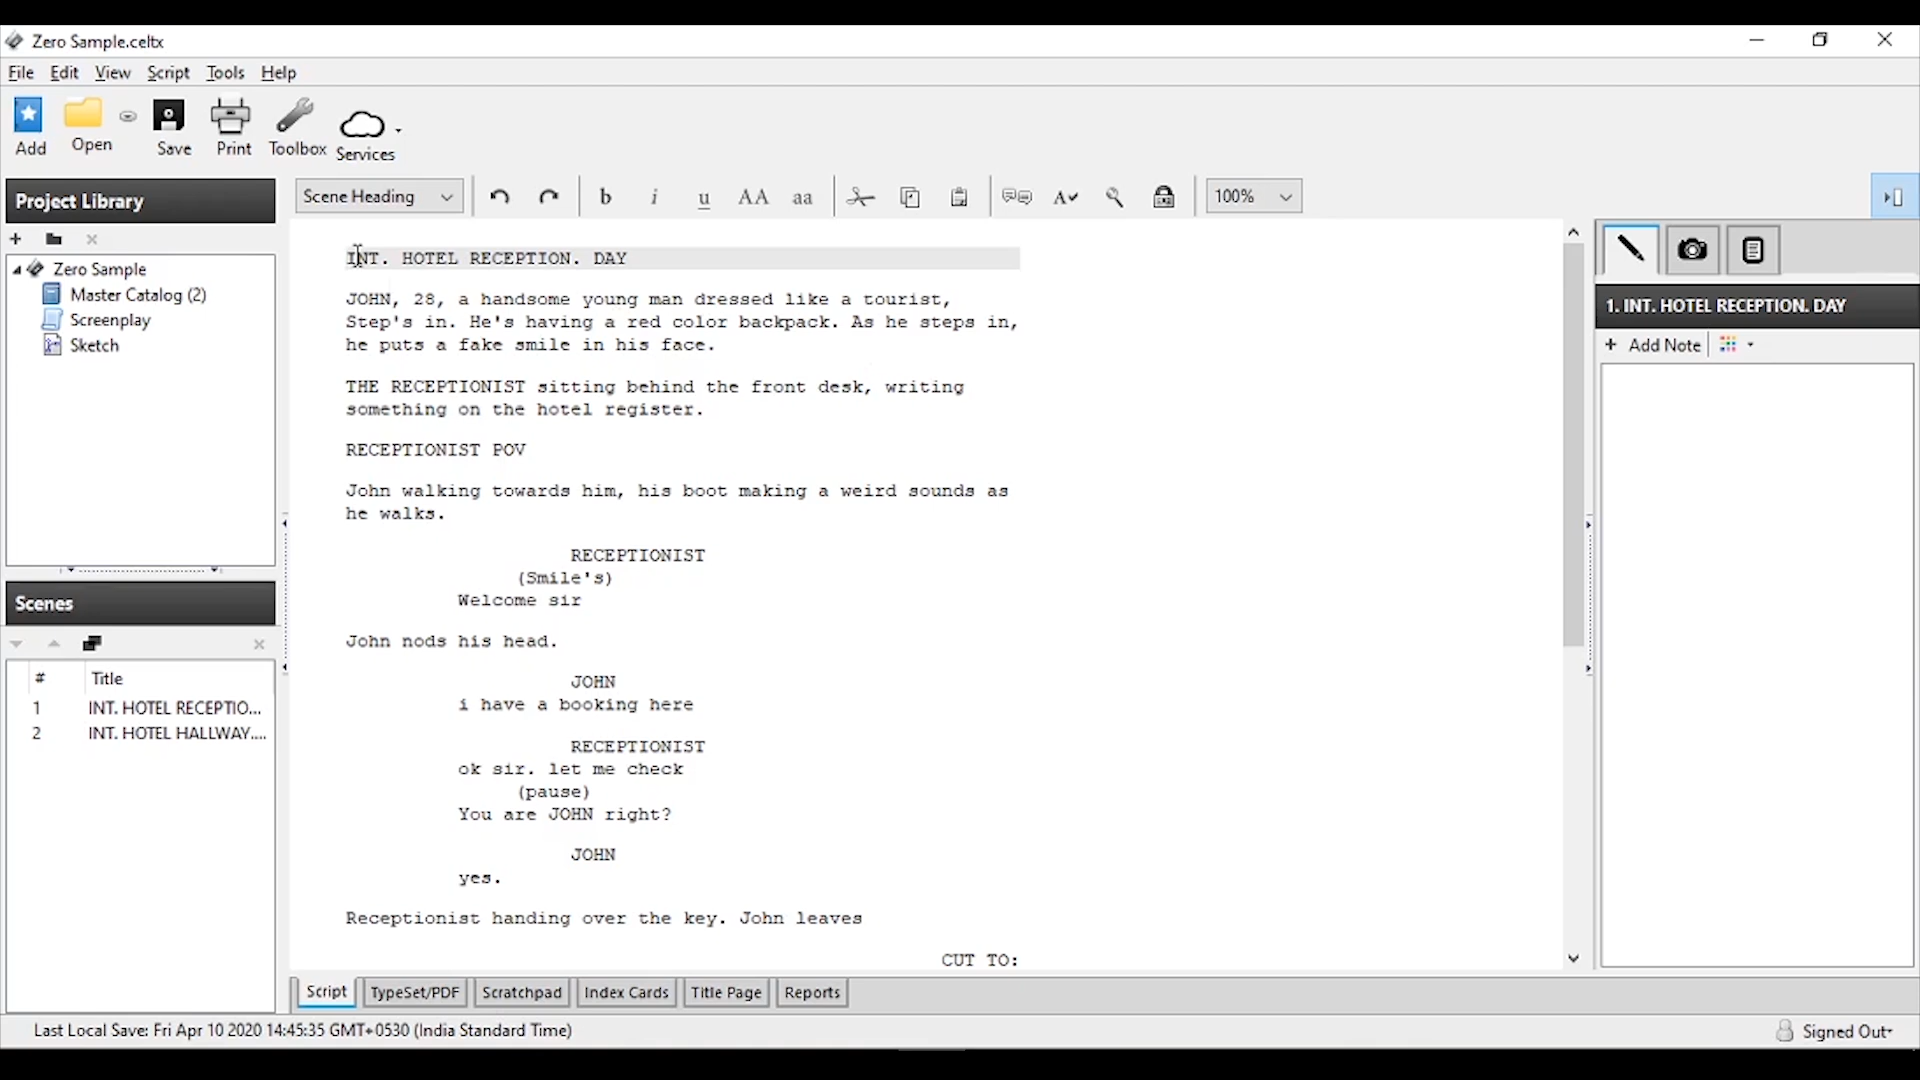 Zero Sample.celtx
File Edit View Script Tools Help
Add Open Save Print Toolbox Services
Project Library
Scene Heading b i u AA aa 100%
Zero Sample
Master Catalog (2)
Screenplay
Sketch
Scenes
# Title
1 INT. HOTEL RECEPTIO...
2 INT. HOTEL HALLWAY....
INT. HOTEL RECEPTION. DAY
JOHN, 28, a handsome young man dressed like a tourist,
Step's in. He's having a red color backpack. As he steps in,
he puts a fake smile in his face.
THE RECEPTIONIST sitting behind the front desk, writing
something on the hotel register.
RECEPTIONIST POV
John walking towards him, his boot making a weird sounds as
he walks.
RECEPTIONIST
(Smile's)
Welcome sir
John nods his head.
JOHN
i have a booking here
RECEPTIONIST
ok sir. let me check
(pause)
You are JOHN right?
JOHN
yes.
Receptionist handing over the key. John leaves
CUT TO:
1. INT. HOTEL RECEPTION. DAY
+ Add Note
Script TypeSet/PDF Scratchpad Index Cards Title Page Reports
Last Local Save: Fri Apr 10 2020 14:45:35 GMT+0530 (India Standard Time)
Signed Out